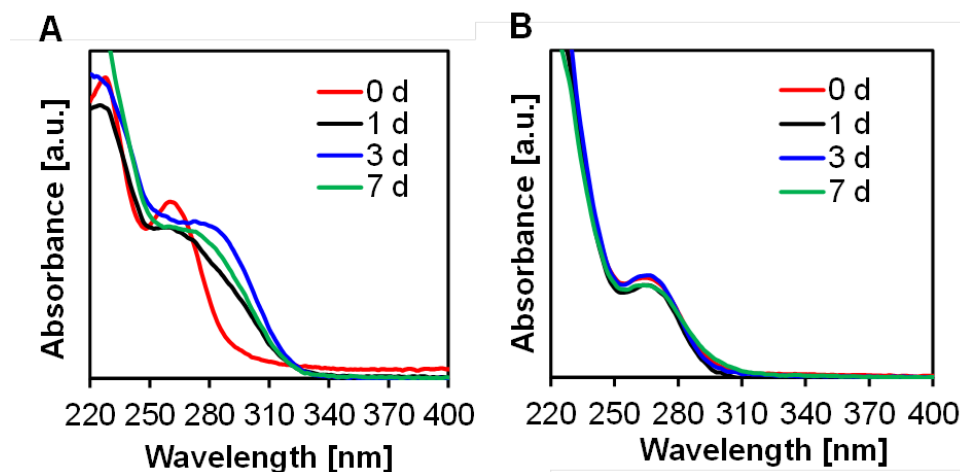 A
0 d
1 d
3 d
7 d
Absorbance [a.u.]
220 250 280 310 340 370 400
Wavelength [nm]
B
0 d
1 d
3 d
7 d
Absorbance [a.u.]
220 250 280 310 340 370 400
Wavelength [nm]